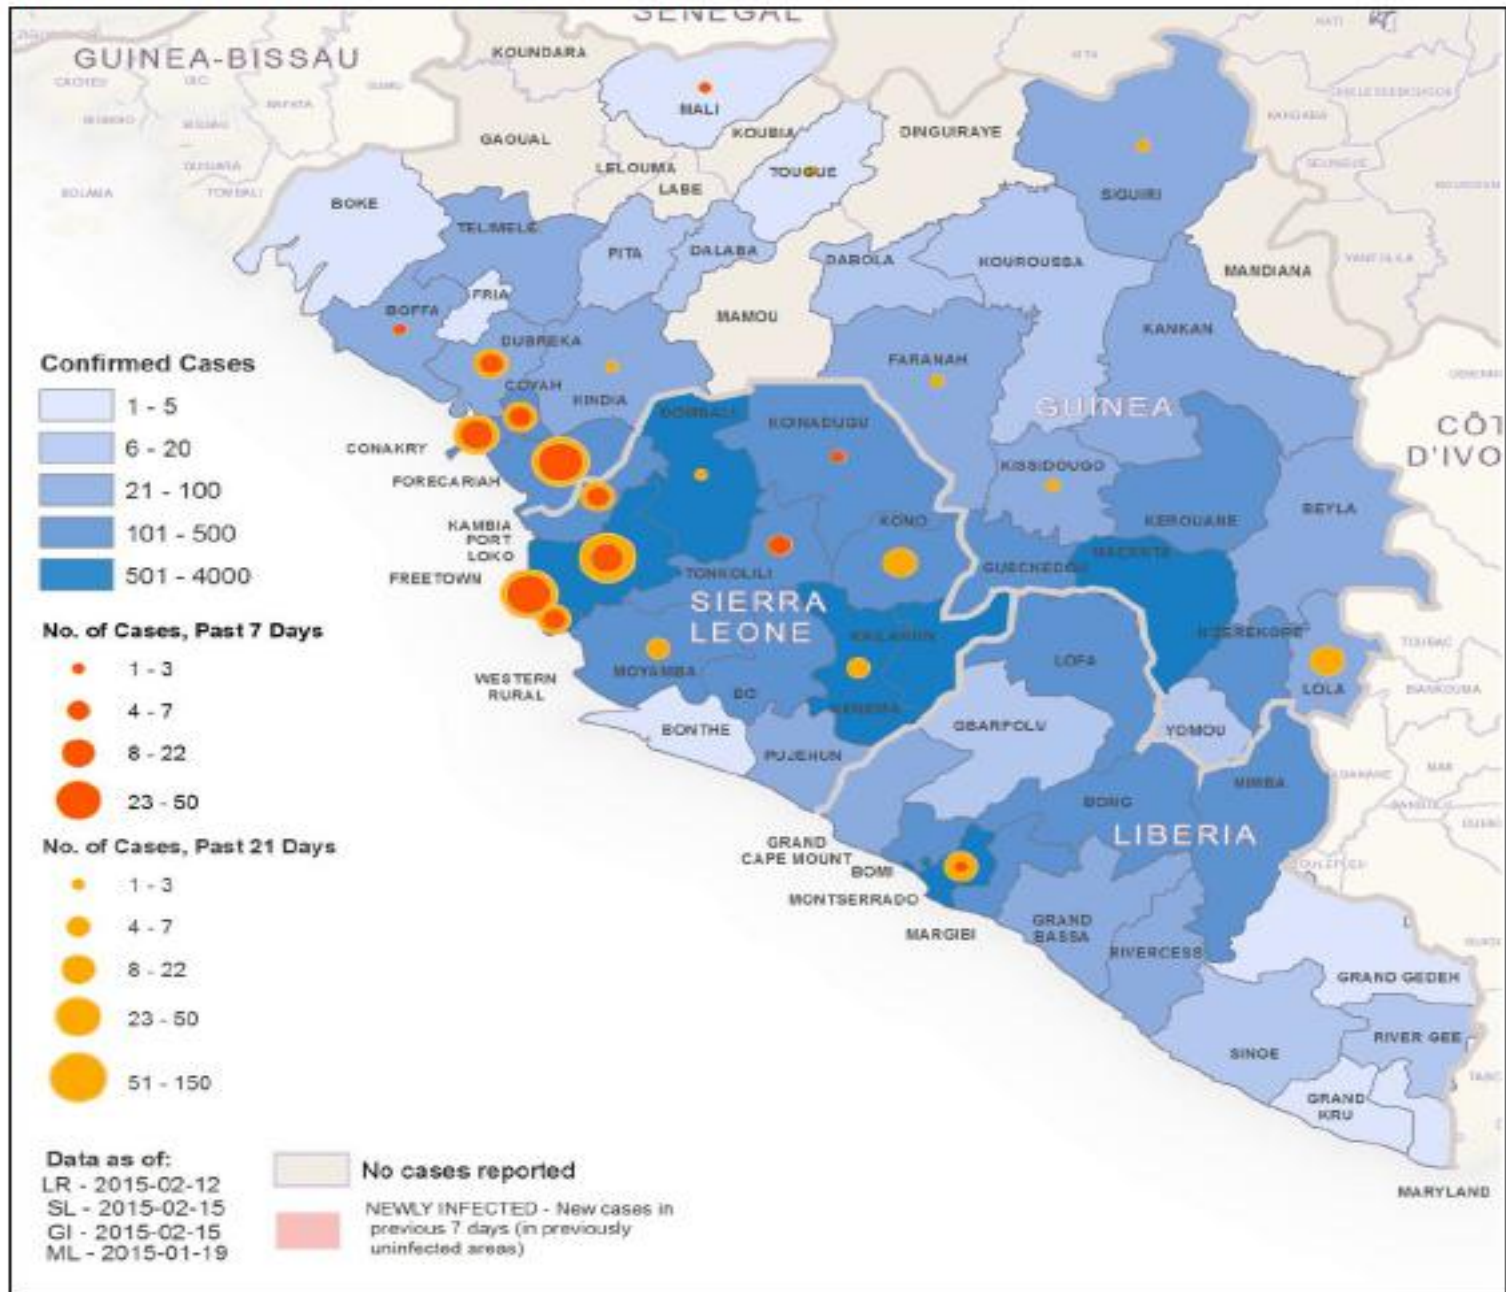 SENEGAL
GUINEA-BISSAU
KOUNDARA
MALI
KOUBIA
DINGUIRAYE
GAOUAL
LELOUMA
LABE
TOUGUE
SIGUIRI
BOKE
TELIMELE
PITA
DALABA
DABOLA
KOUROUSSA
MANDIANA
FRIA
BOFFA
MAMOU
KANKAN
DUBREKA
FARANAH
COYAH
KINDIA
GUINEA
CÔT
D'IVO
CONAKRY
FORECARIAH
BOMBALI
KOINADUGU
KISSIDOUGO
KEROUANE
BEYLA
KAMBIA
PORT
LOKO
KONO
MACENTA
GUECKEDOU
FREETOWN
TONKOLILI
SIERRA
LEONE
KAILAHUN
NZEREKORE
LOFA
LOLA
WESTERN
RURAL
MOYAMBA
BO
KENEMA
BONTHE
GBARPOLU
YOMOU
PUJEHUN
NIMBA
BONG
LIBERIA
GRAND
CAPE MOUNT
BOMI
MONTSERRADO
MARGIBI
GRAND
BASSA
RIVERCESS
GRAND GEDEH
SINOE
RIVER GEE
GRAND
KRU
MARYLAND
Confirmed Cases
1 - 5
6 - 20
21 - 100
101 - 500
501 - 4000
No. of Cases, Past 7 Days
1 - 3
4 - 7
8 - 22
23 - 50
No. of Cases, Past 21 Days
1 - 3
4 - 7
8 - 22
23 - 50
51 - 150
Data as of:
LR - 2015-02-12
SL - 2015-02-15
GI - 2015-02-15
ML - 2015-01-19
No cases reported
NEWLY INFECTED - New cases in
previous 7 days (in previously
uninfected areas)